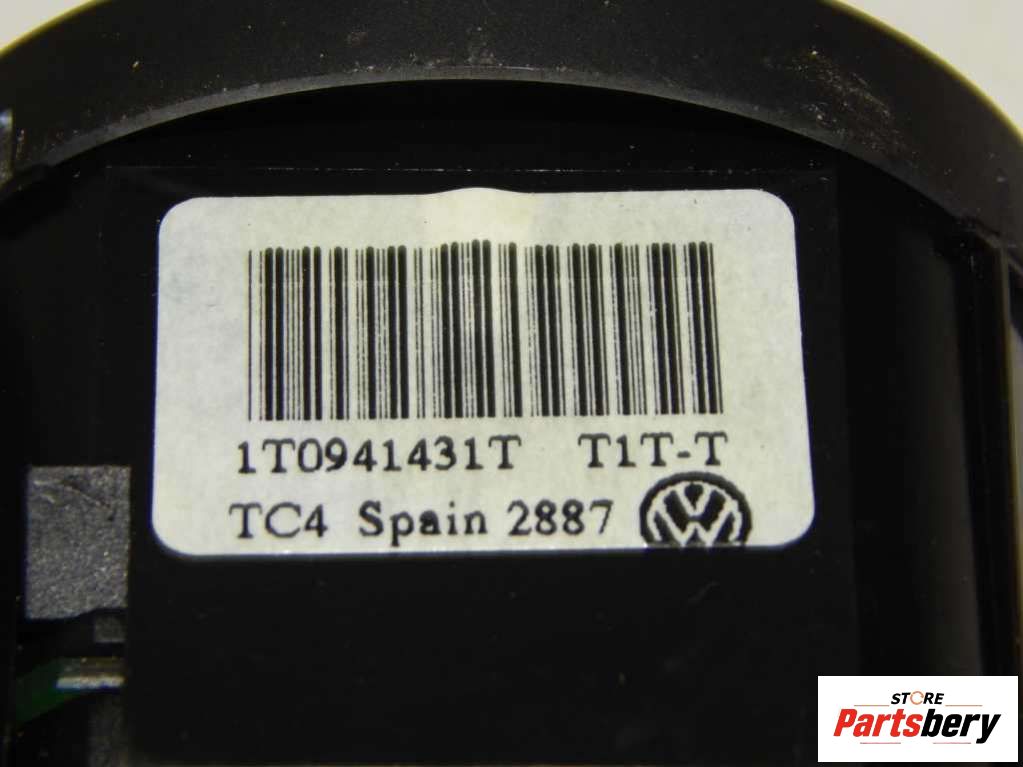 1T0941431T T1T-T
TC4 Spain 2887
STORE
Partsbery